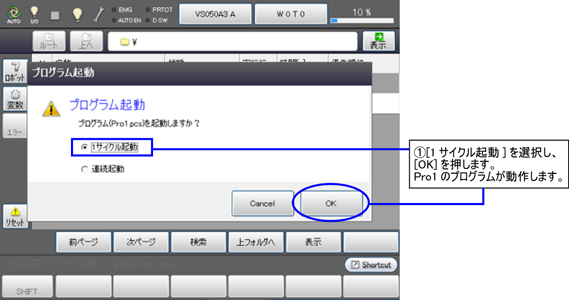 EMG PRTCT
AUTO I/O AUTO EN D SW
VS050A3 A
W 0 T 0
10 %
ルート
上へ
¥
表示
ロボット
プログラム起動
変数
プログラム起動
プログラム(Pro1.pcs)を起動しますか？
エラー
1サイクル起動
連続起動
①[1 サイクル起動 ] を選択し、
[OK] を押します。
Pro1 のプログラムが動作します。
Cancel
OK
リセット
前ページ
次ページ
検索
上フォルダへ
表示
Shortcut
SHIFT